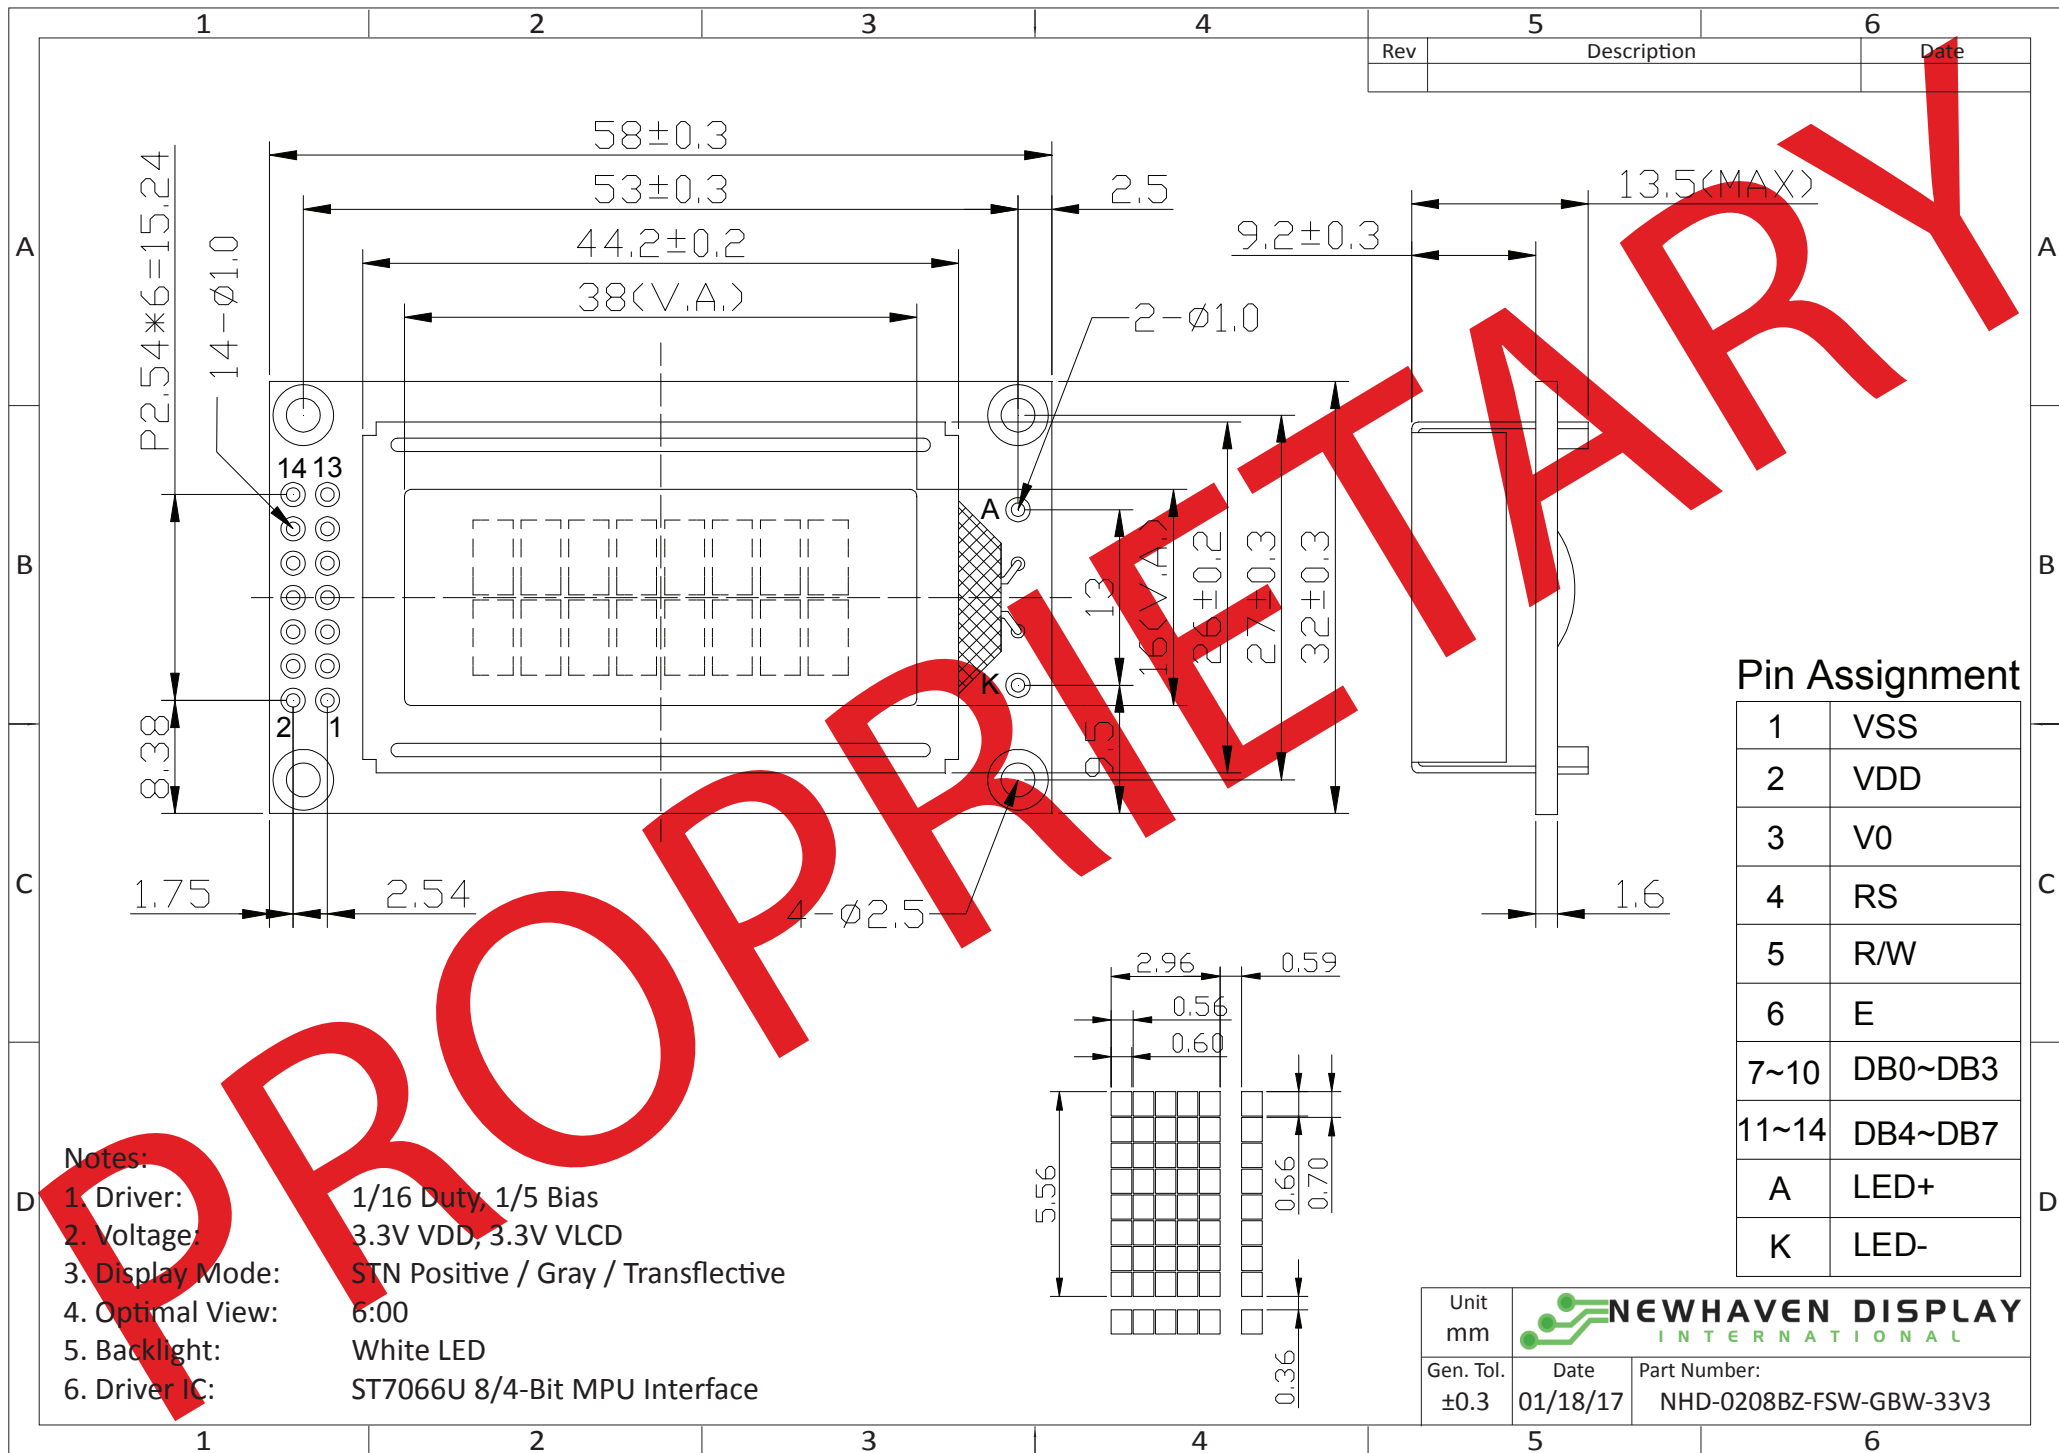 1 2 3 4 5 6
Rev Description Date
A A
B B
C C
D D
58±0.3
53±0.3
2.5
44.2±0.2
38(V.A.)
P2.54*6=15.24
14-Ø1.0
2-Ø1.0
13.5(MAX)
9.2±0.3
14 13
2 1
A
K
13
16(V.A.)
26±0.2
27±0.3
32±0.3
9.5
8.38
1.75
2.54
4-Ø2.5
1.6
2.96
0.59
0.56
0.60
5.56
0.66
0.70
0.36
PROPRIETARY
Pin Assignment
1 VSS
2 VDD
3 V0
4 RS
5 R/W
6 E
7~10 DB0~DB3
11~14 DB4~DB7
A LED+
K LED-
Notes:
1. Driver: 1/16 Duty, 1/5 Bias
2. Voltage: 3.3V VDD, 3.3V VLCD
3. Display Mode: STN Positive / Gray / Transflective
4. Optimal View: 6:00
5. Backlight: White LED
6. Driver IC: ST7066U 8/4-Bit MPU Interface
Unit
mm
NEWHAVEN DISPLAY
INTERNATIONAL
Gen. Tol.
±0.3
Date
01/18/17
Part Number:
NHD-0208BZ-FSW-GBW-33V3
1 2 3 4 5 6